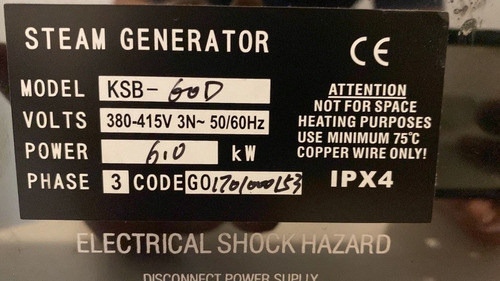 STEAM GENERATOR
CE
MODEL KSB-60D
VOLTS 380-415V 3N~ 50/60Hz
POWER 6.0 kW
PHASE 3 CODE GO1701000153
ATTENTION
NOT FOR SPACE
HEATING PURPOSES
USE MINIMUM 75℃
COPPER WIRE ONLY!
IPX4
ELECTRICAL SHOCK HAZARD
DISCONNECT POWER SUPPLY